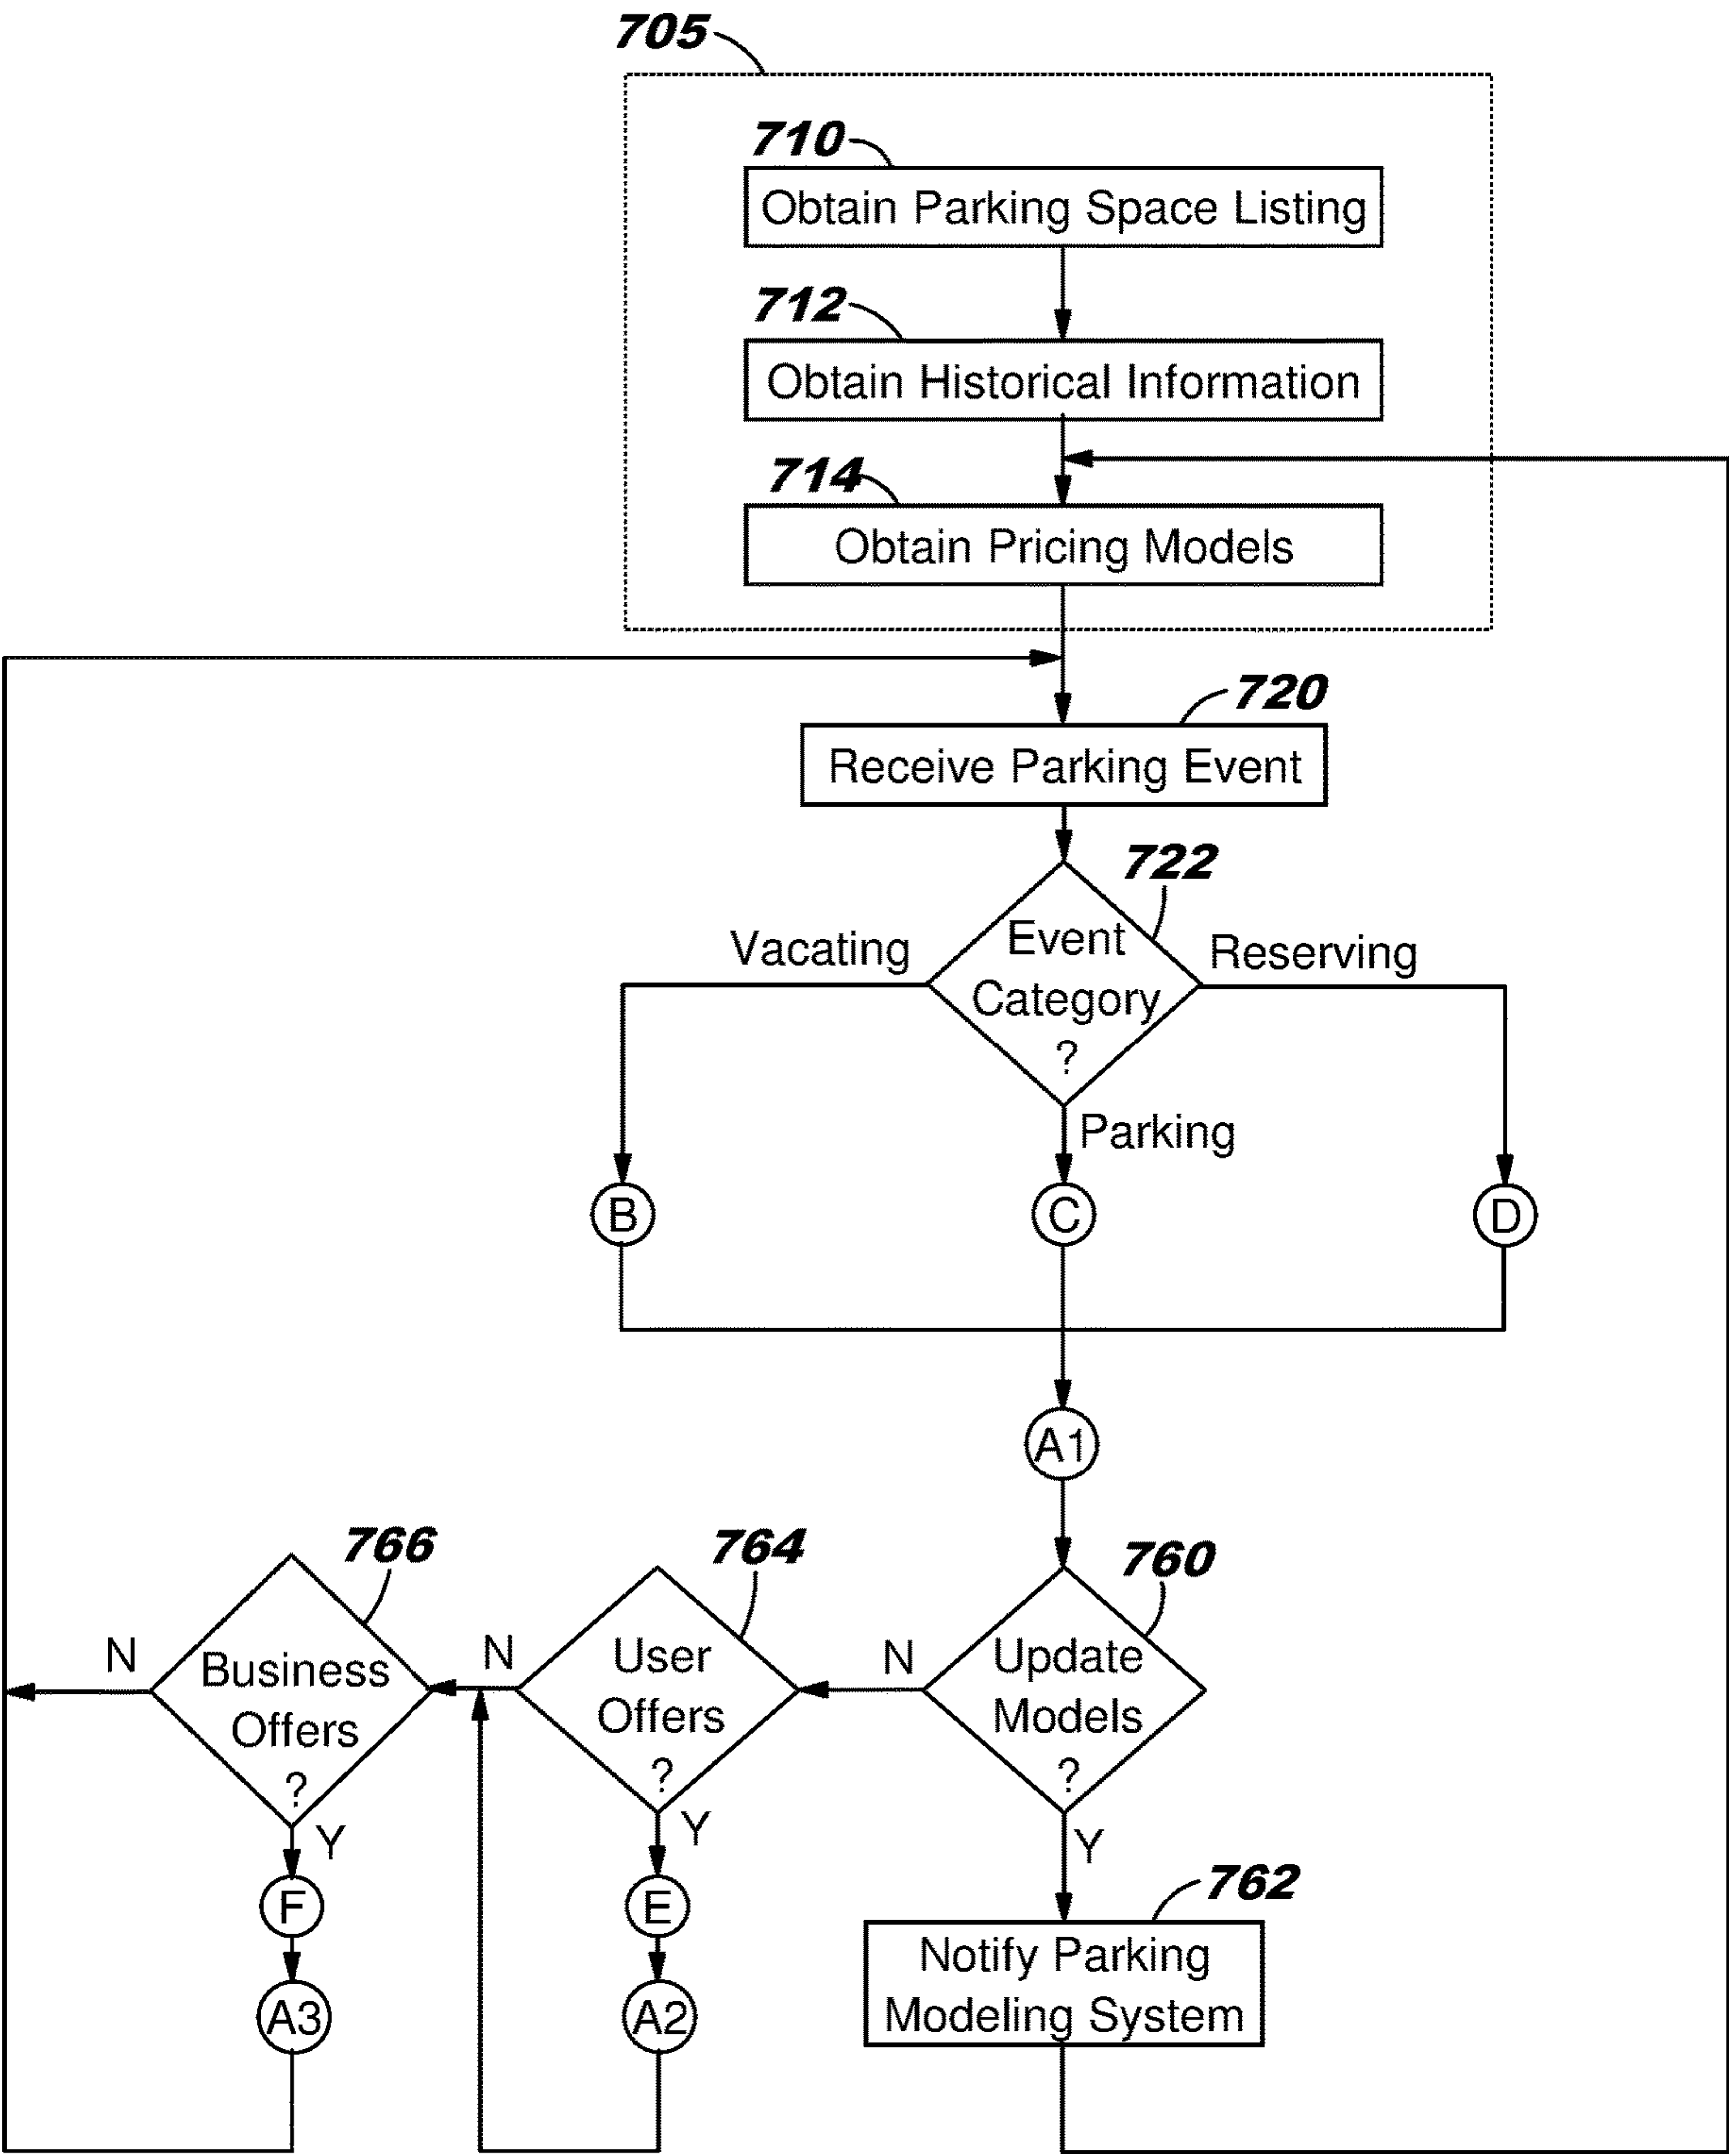 705
710
Obtain Parking Space Listing
712
Obtain Historical Information
714
Obtain Pricing Models
720
Receive Parking Event
722
Vacating
Event
Category
?
Reserving
Parking
B
C
D
A1
766
764
760
N
Business
Offers
?
N
User
Offers
?
N
Update
Models
?
Y
Y
Y
762
F
E
Notify Parking
Modeling System
A3
A2